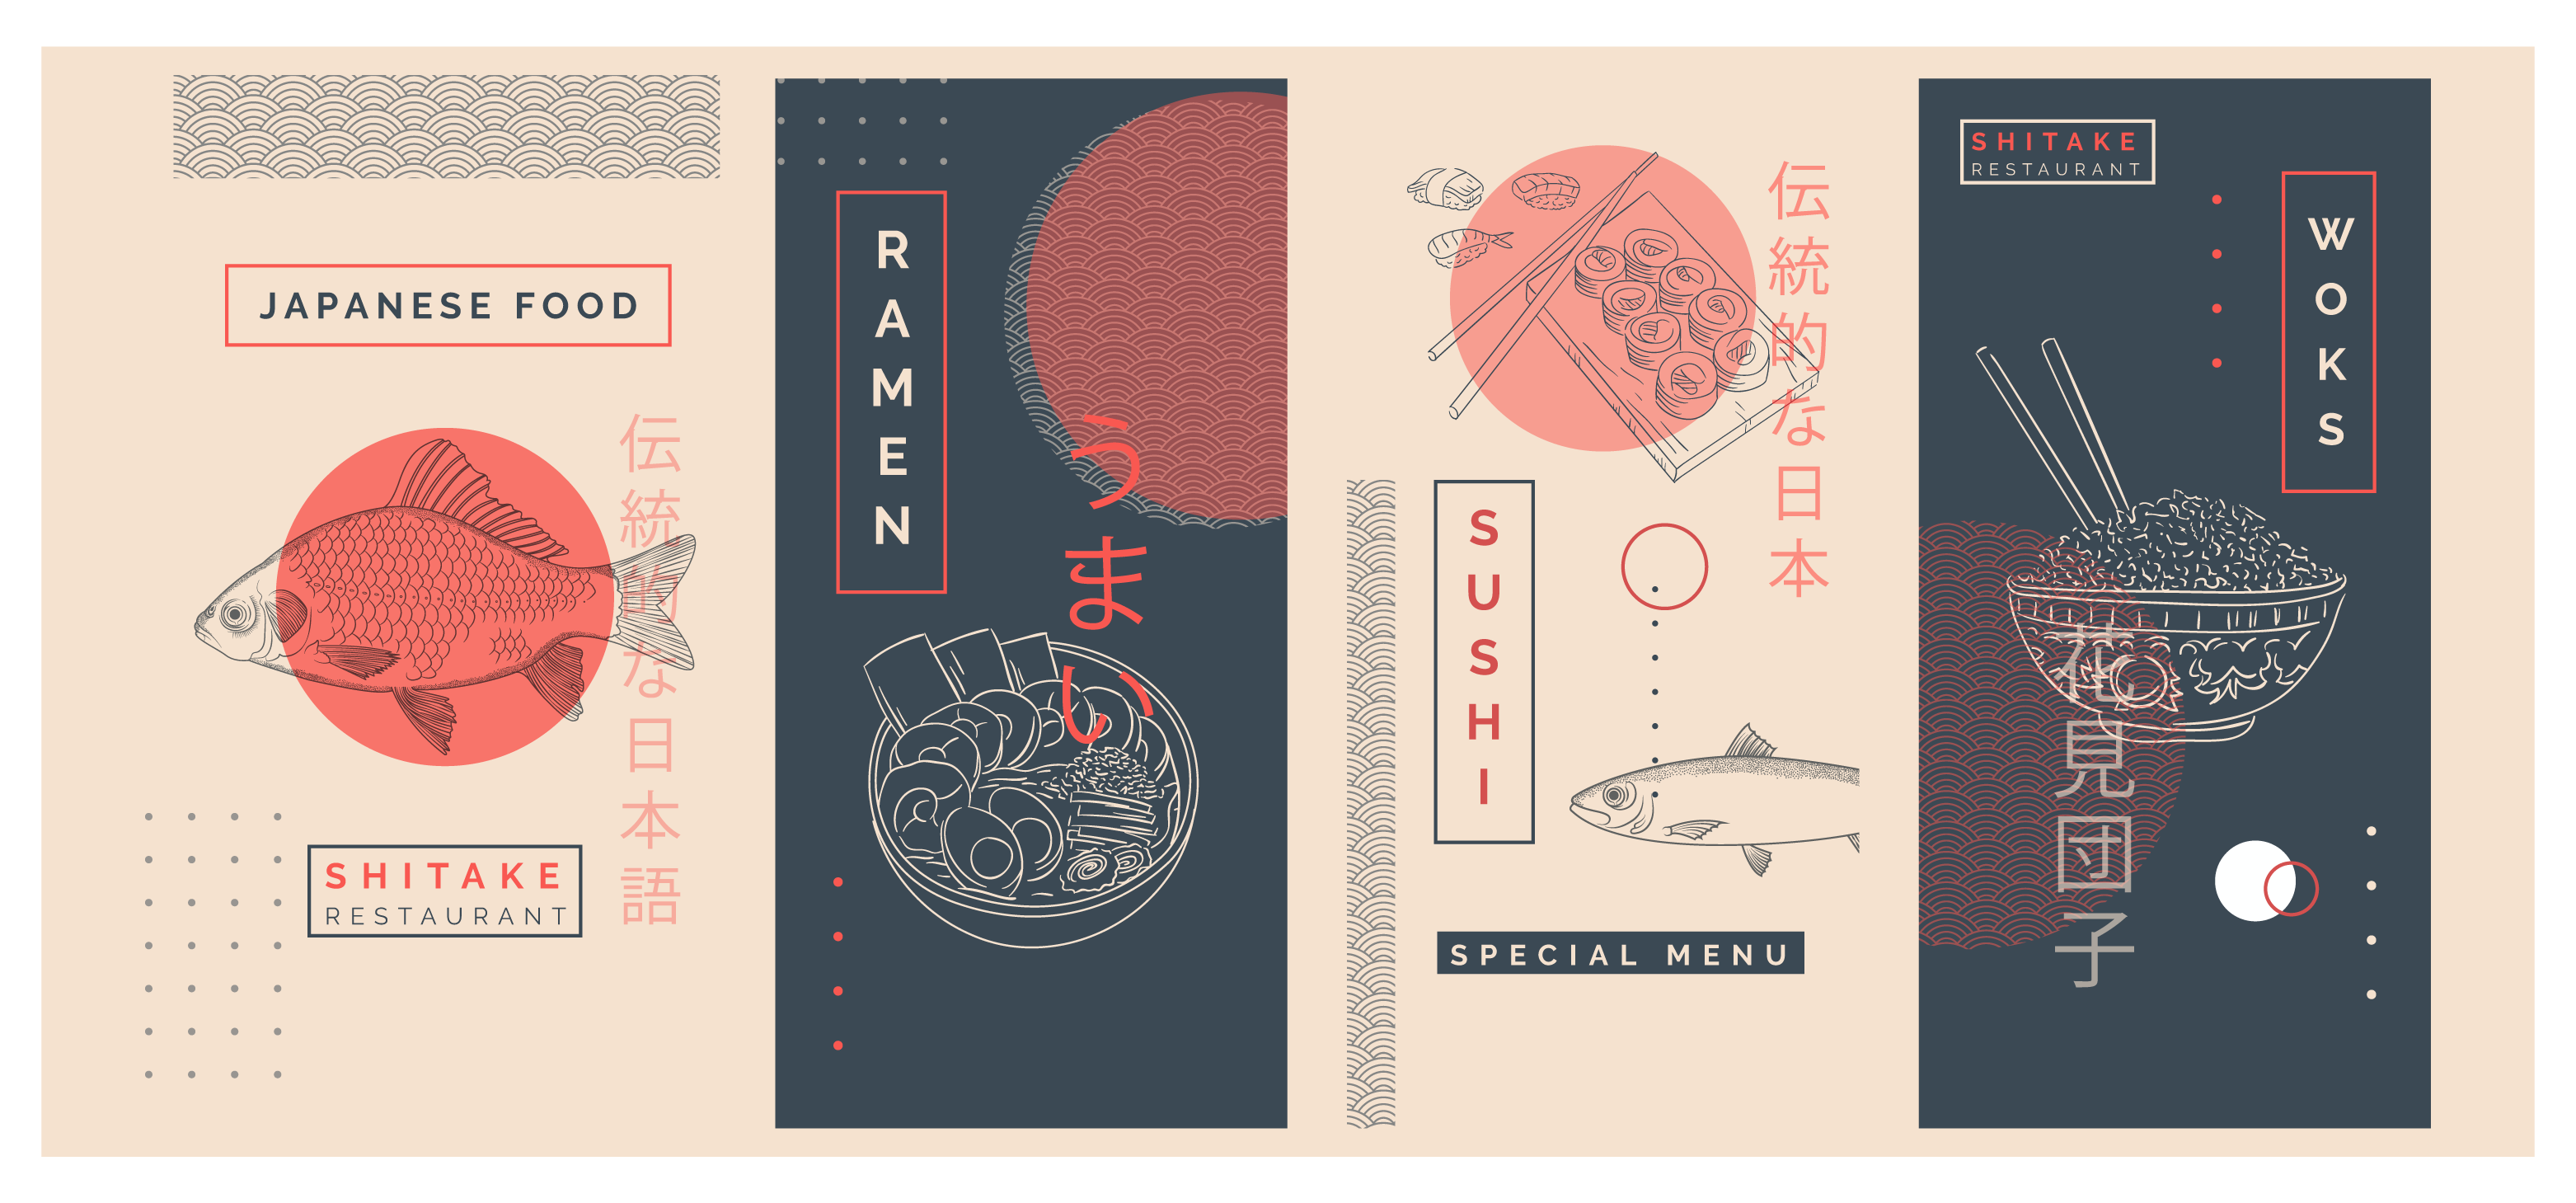 JAPANESE FOOD
伝統的な日本語
SHITAKE
RESTAURANT
RAMEN
うまい
伝統的な日本
SUSHI
SPECIAL MENU
SHITAKE
RESTAURANT
WOKS
花見団子